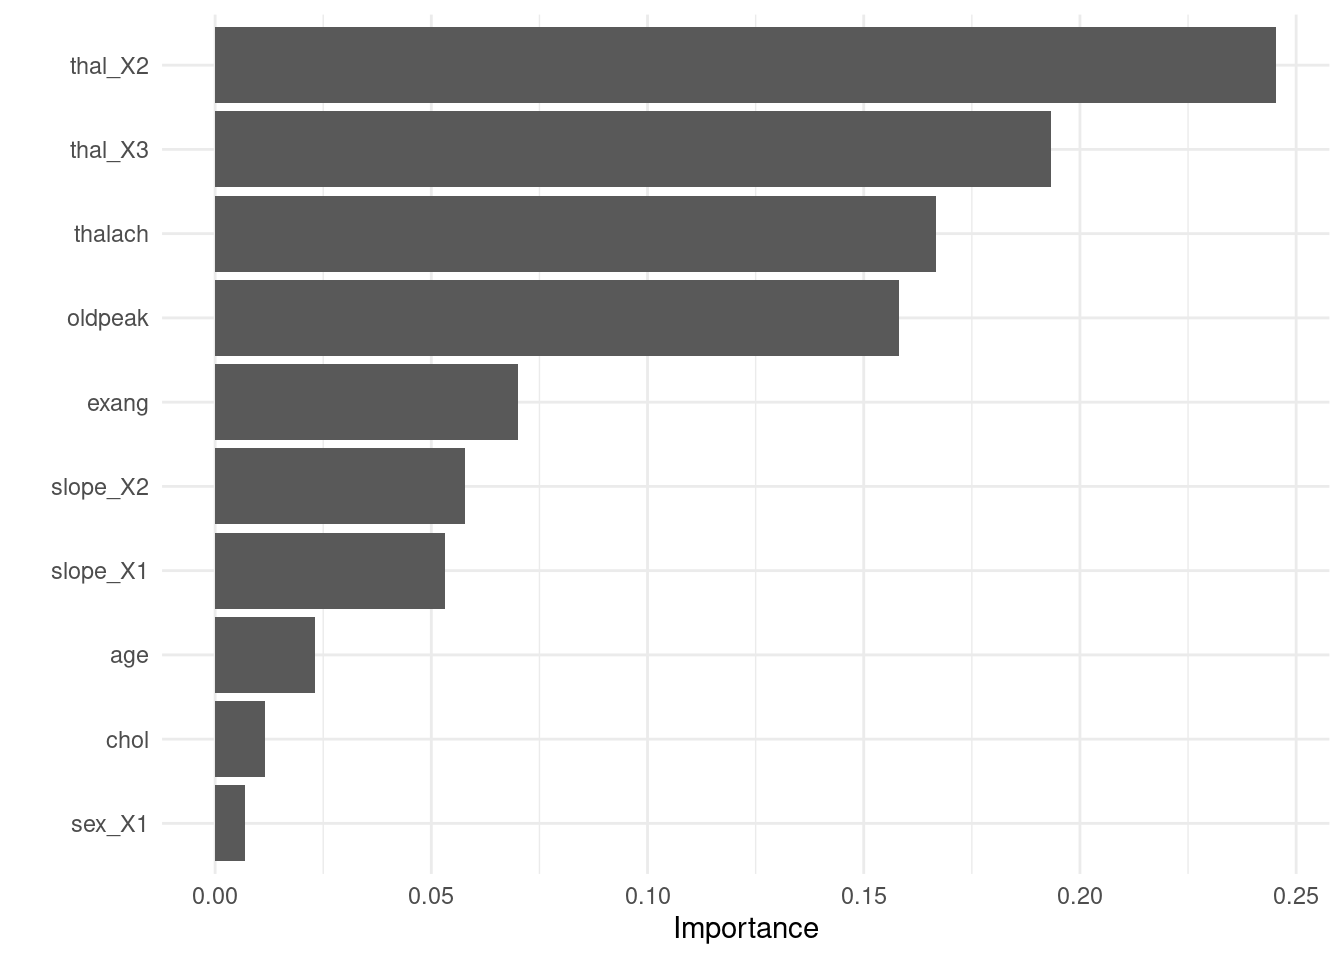 thal_X2
thal_X3
thalach
oldpeak
exang
slope_X2
slope_X1
age
chol
sex_X1
0.00 0.05 0.10 0.15 0.20 0.25
Importance